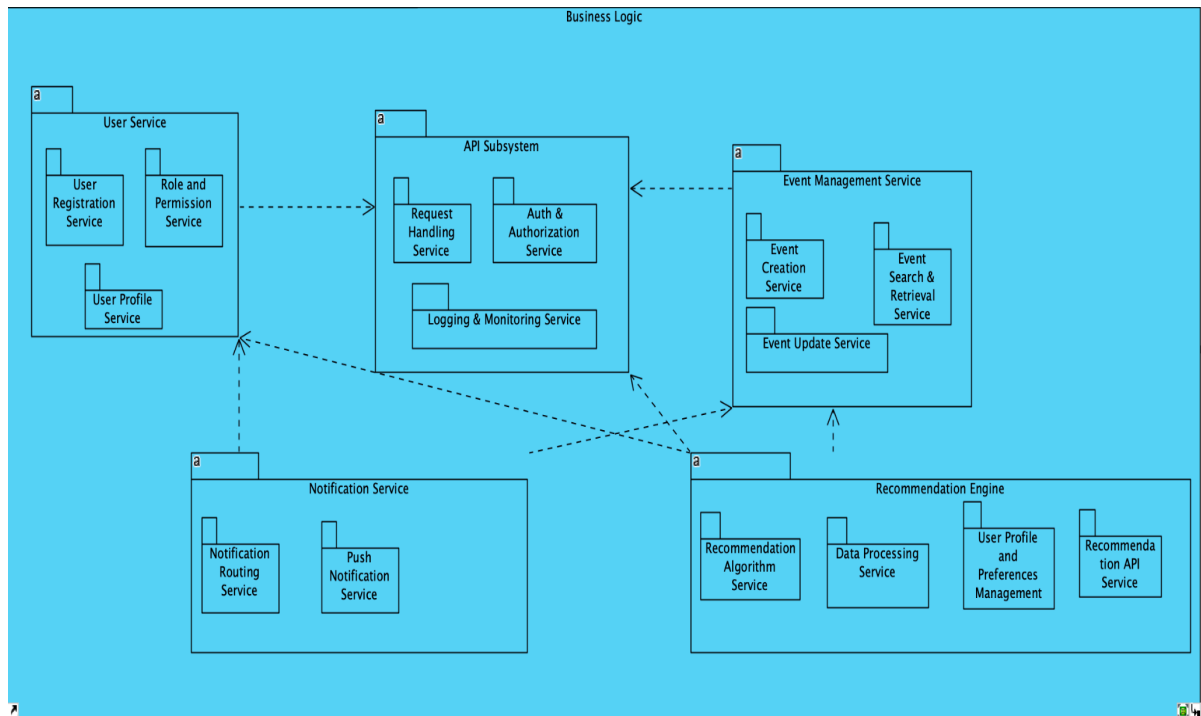 Business Logic
a
User Service
User
Registration
Service
Role and
Permission
Service
User Profile
Service
a
API Subsystem
Request
Handling
Service
Auth &
Authorization
Service
Logging & Monitoring Service
a
Event Management Service
Event
Creation
Service
Event
Search &
Retrieval
Service
Event Update Service
a
Notification Service
Notification
Routing
Service
Push
Notification
Service
a
Recommendation Engine
Recommendation
Algorithm
Service
Data Processing
Service
User Profile
and
Preferences
Management
Recommenda
tion API
Service